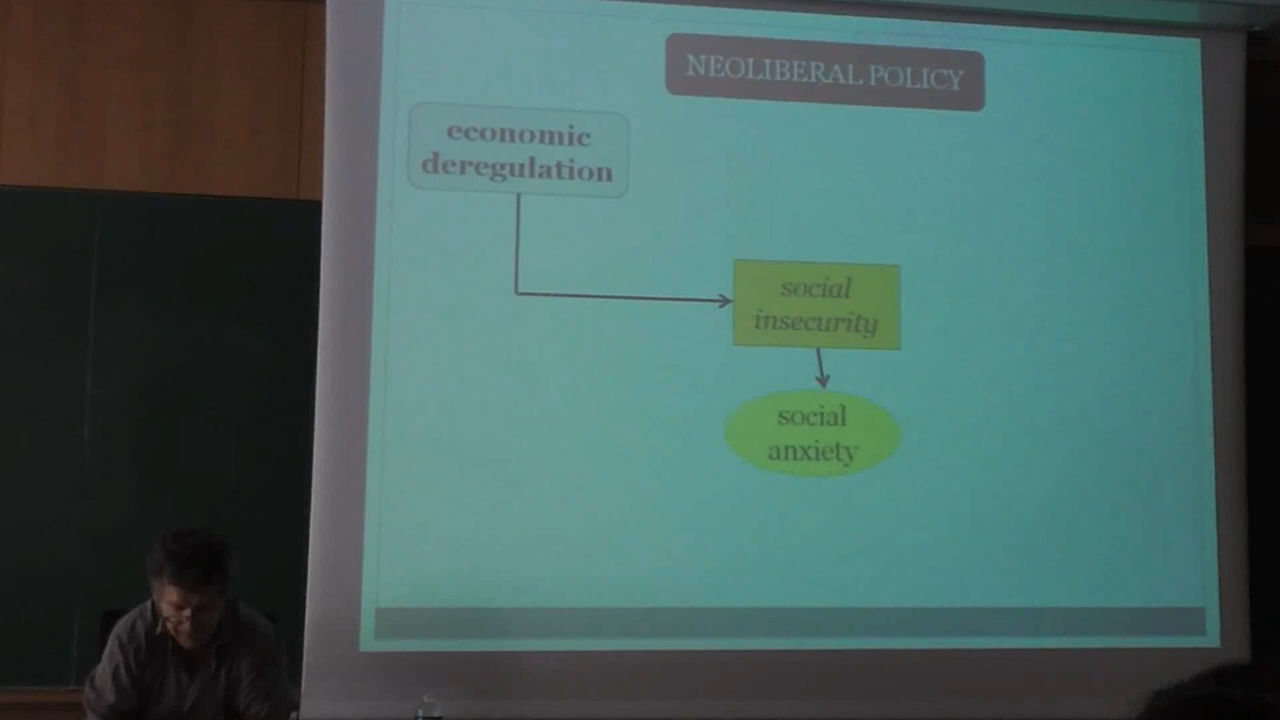 NEOLIBERAL POLICY
economic
deregulation
social
insecurity
social
anxiety